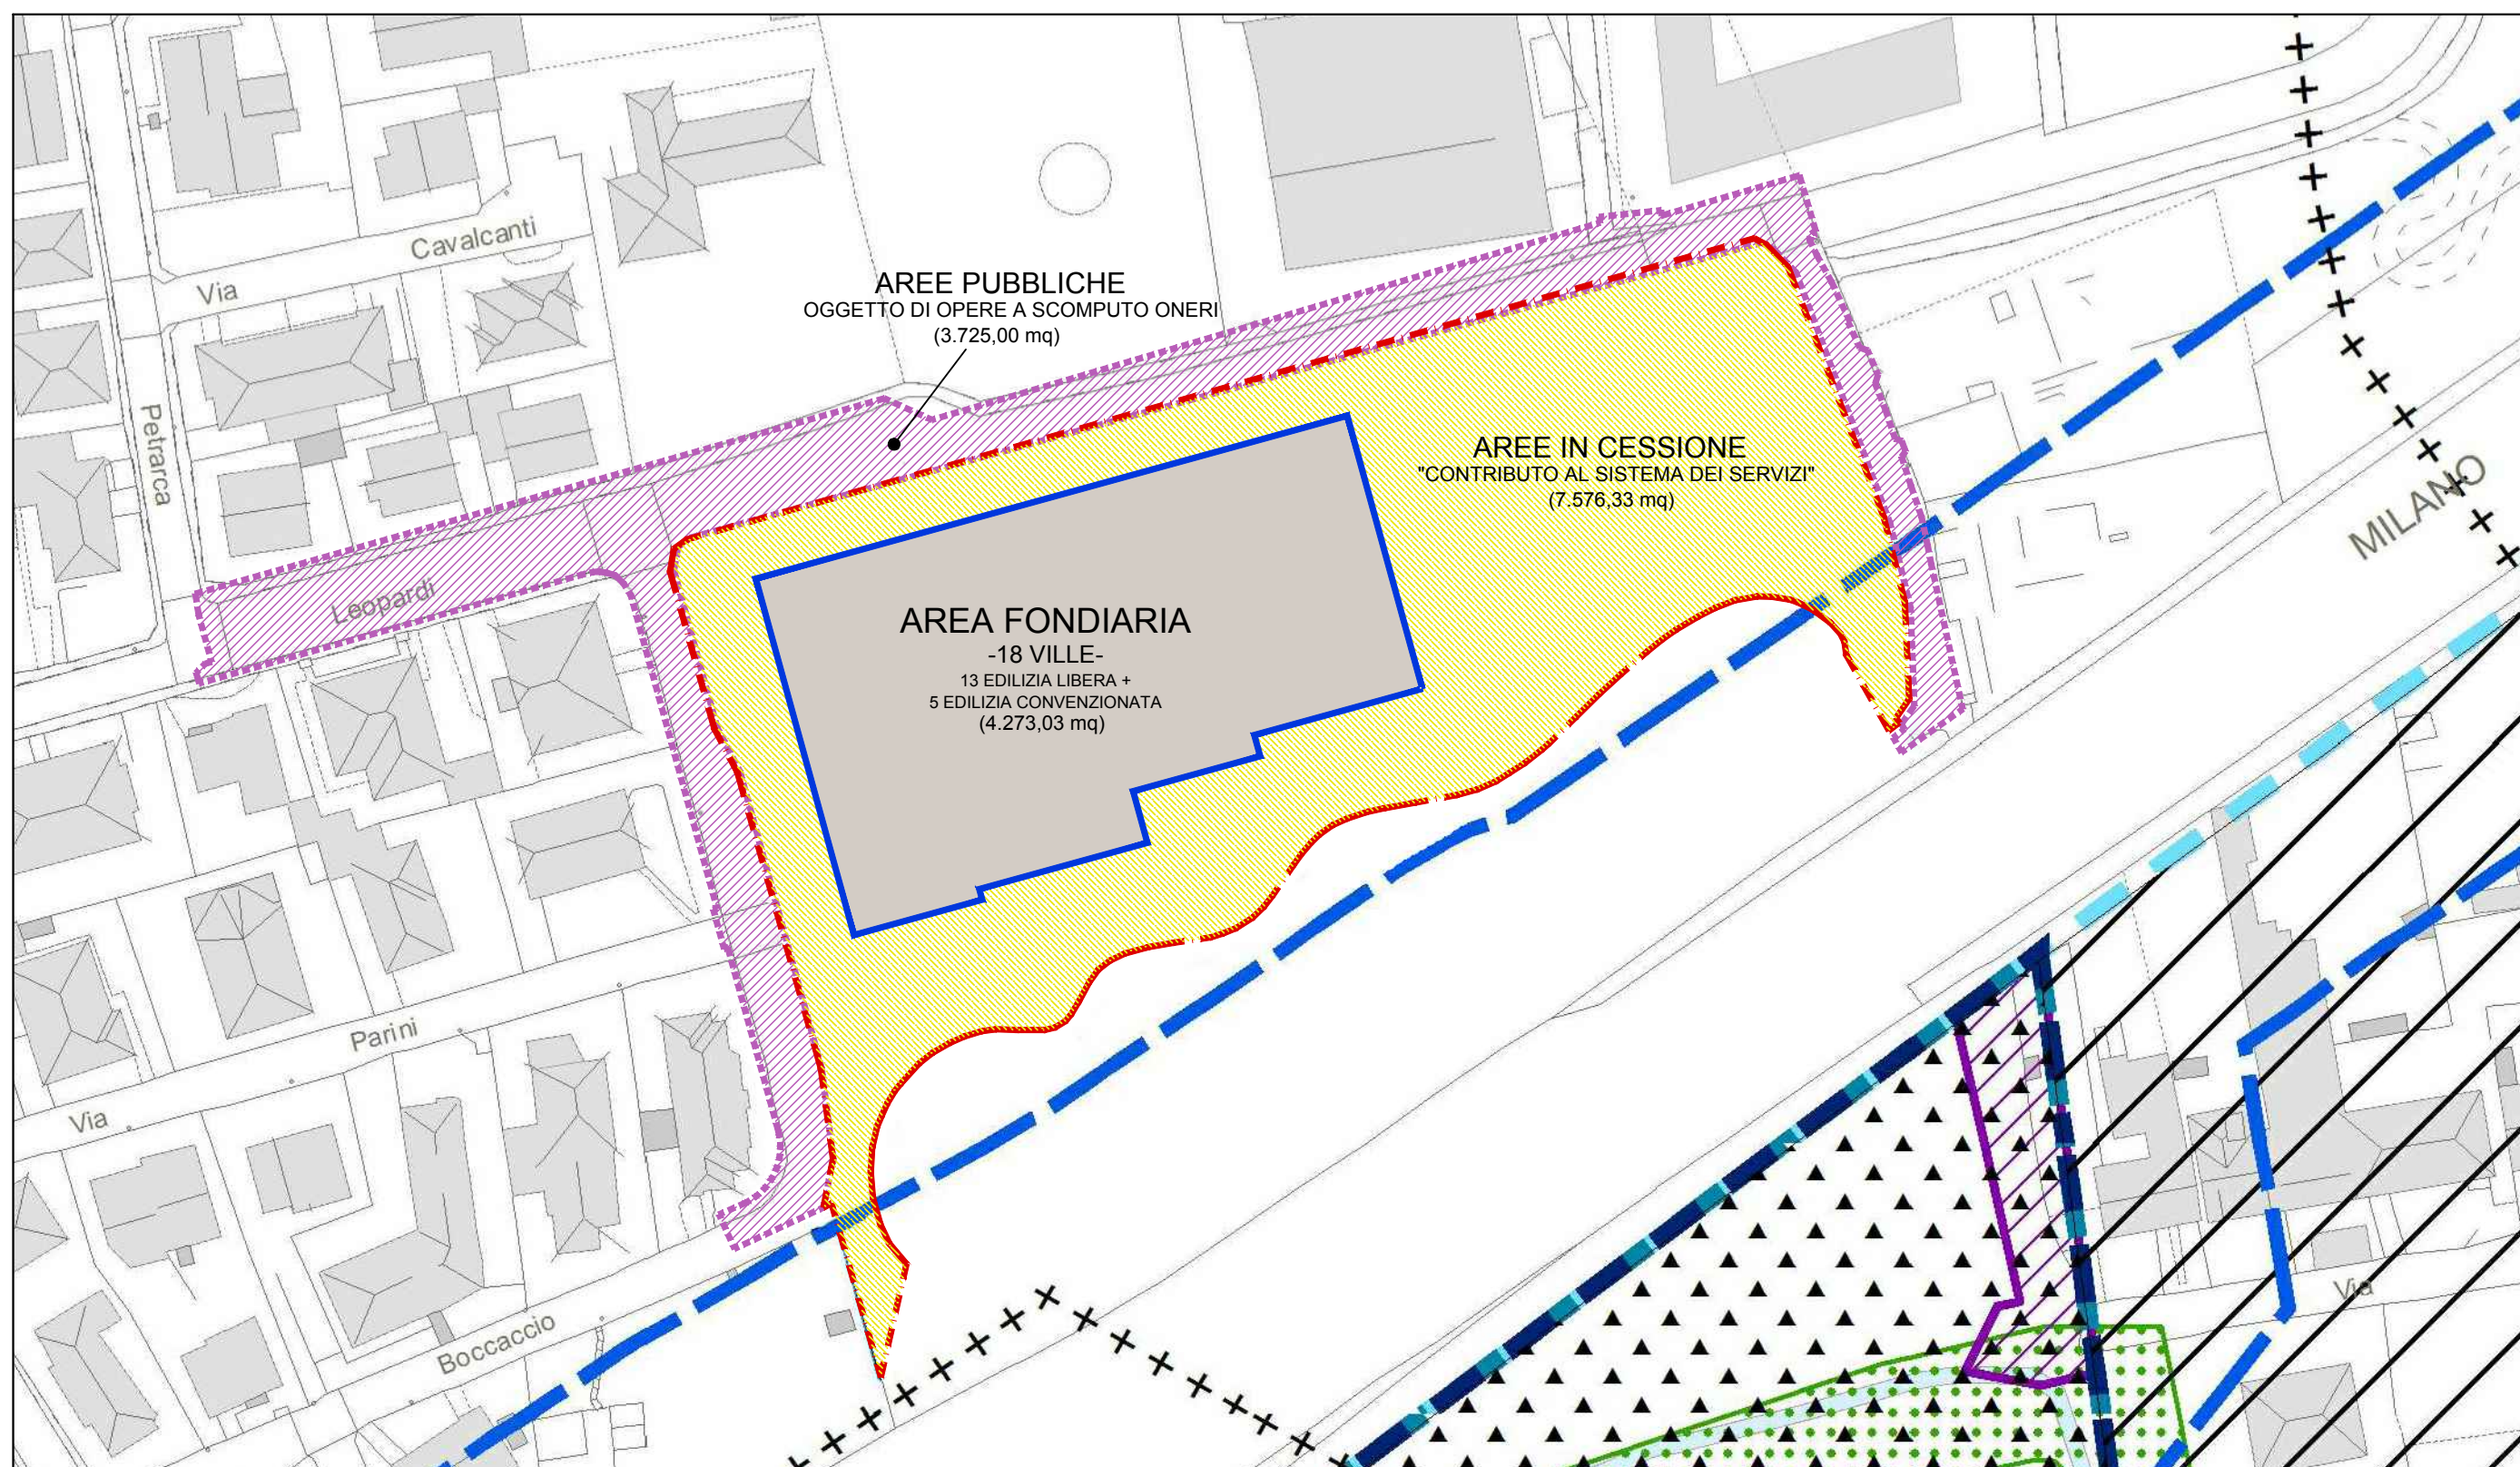 Cavalcanti
Via
AREE PUBBLICHE
OGGETTO DI OPERE A SCOMPUTO ONERI
(3.725,00 mq)
Petrarca
AREE IN CESSIONE
"CONTRIBUTO AL SISTEMA DEI SERVIZI"
(7.576,33 mq)
MILANO
Leopardi
AREA FONDIARIA
-18 VILLE-
13 EDILIZIA LIBERA +
5 EDILIZIA CONVENZIONATA
(4.273,03 mq)
Parini
Via
Via
Boccaccio